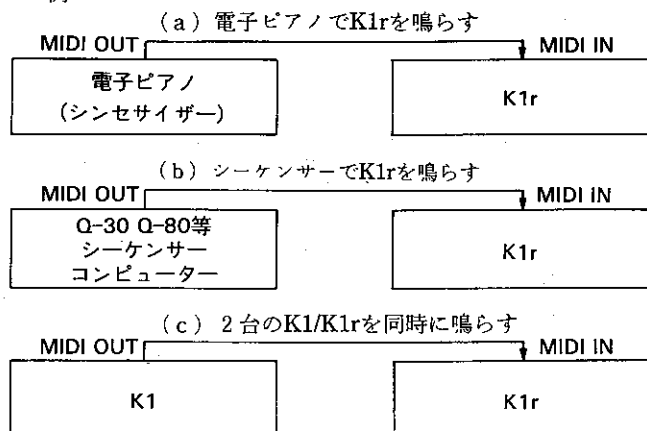 (a) 電子ピアノでK1rを鳴らす
MIDI OUT
MIDI IN
電子ピアノ
(シンセサイザー)
K1r
(b) シーケンサーでK1rを鳴らす
MIDI OUT
MIDI IN
Q-30 Q-80等
シーケンサー
コンピューター
K1r
(c) 2台のK1/K1rを同時に鳴らす
MIDI OUT
MIDI IN
K1
K1r